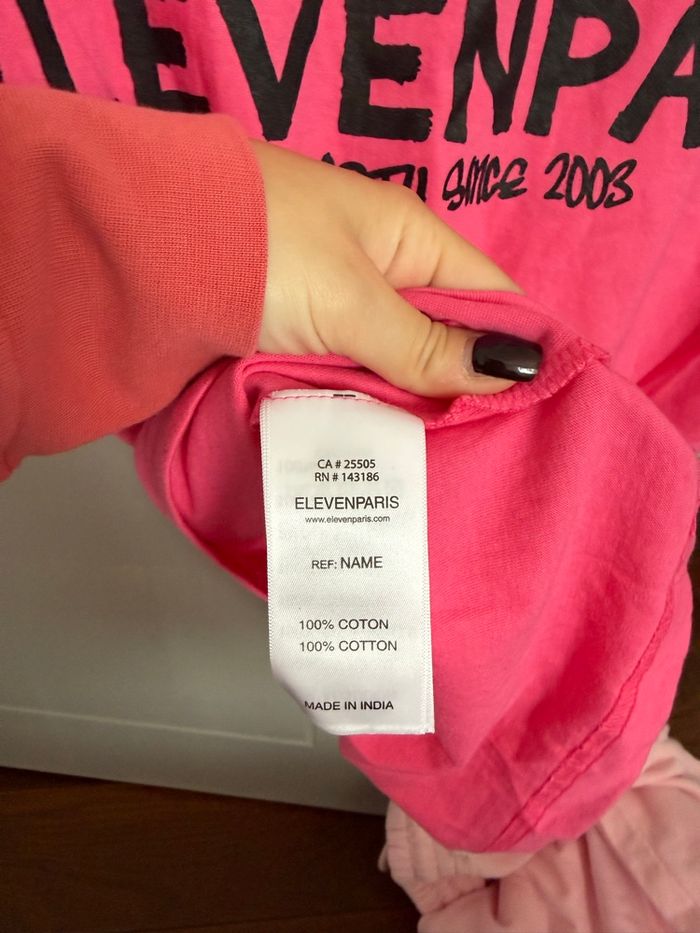 ELEVENPA
SINCE 2003
CA # 25505
RN # 143186
ELEVENPARIS
www.elevenparis.com
REF: NAME
100% COTON
100% COTTON
MADE IN INDIA